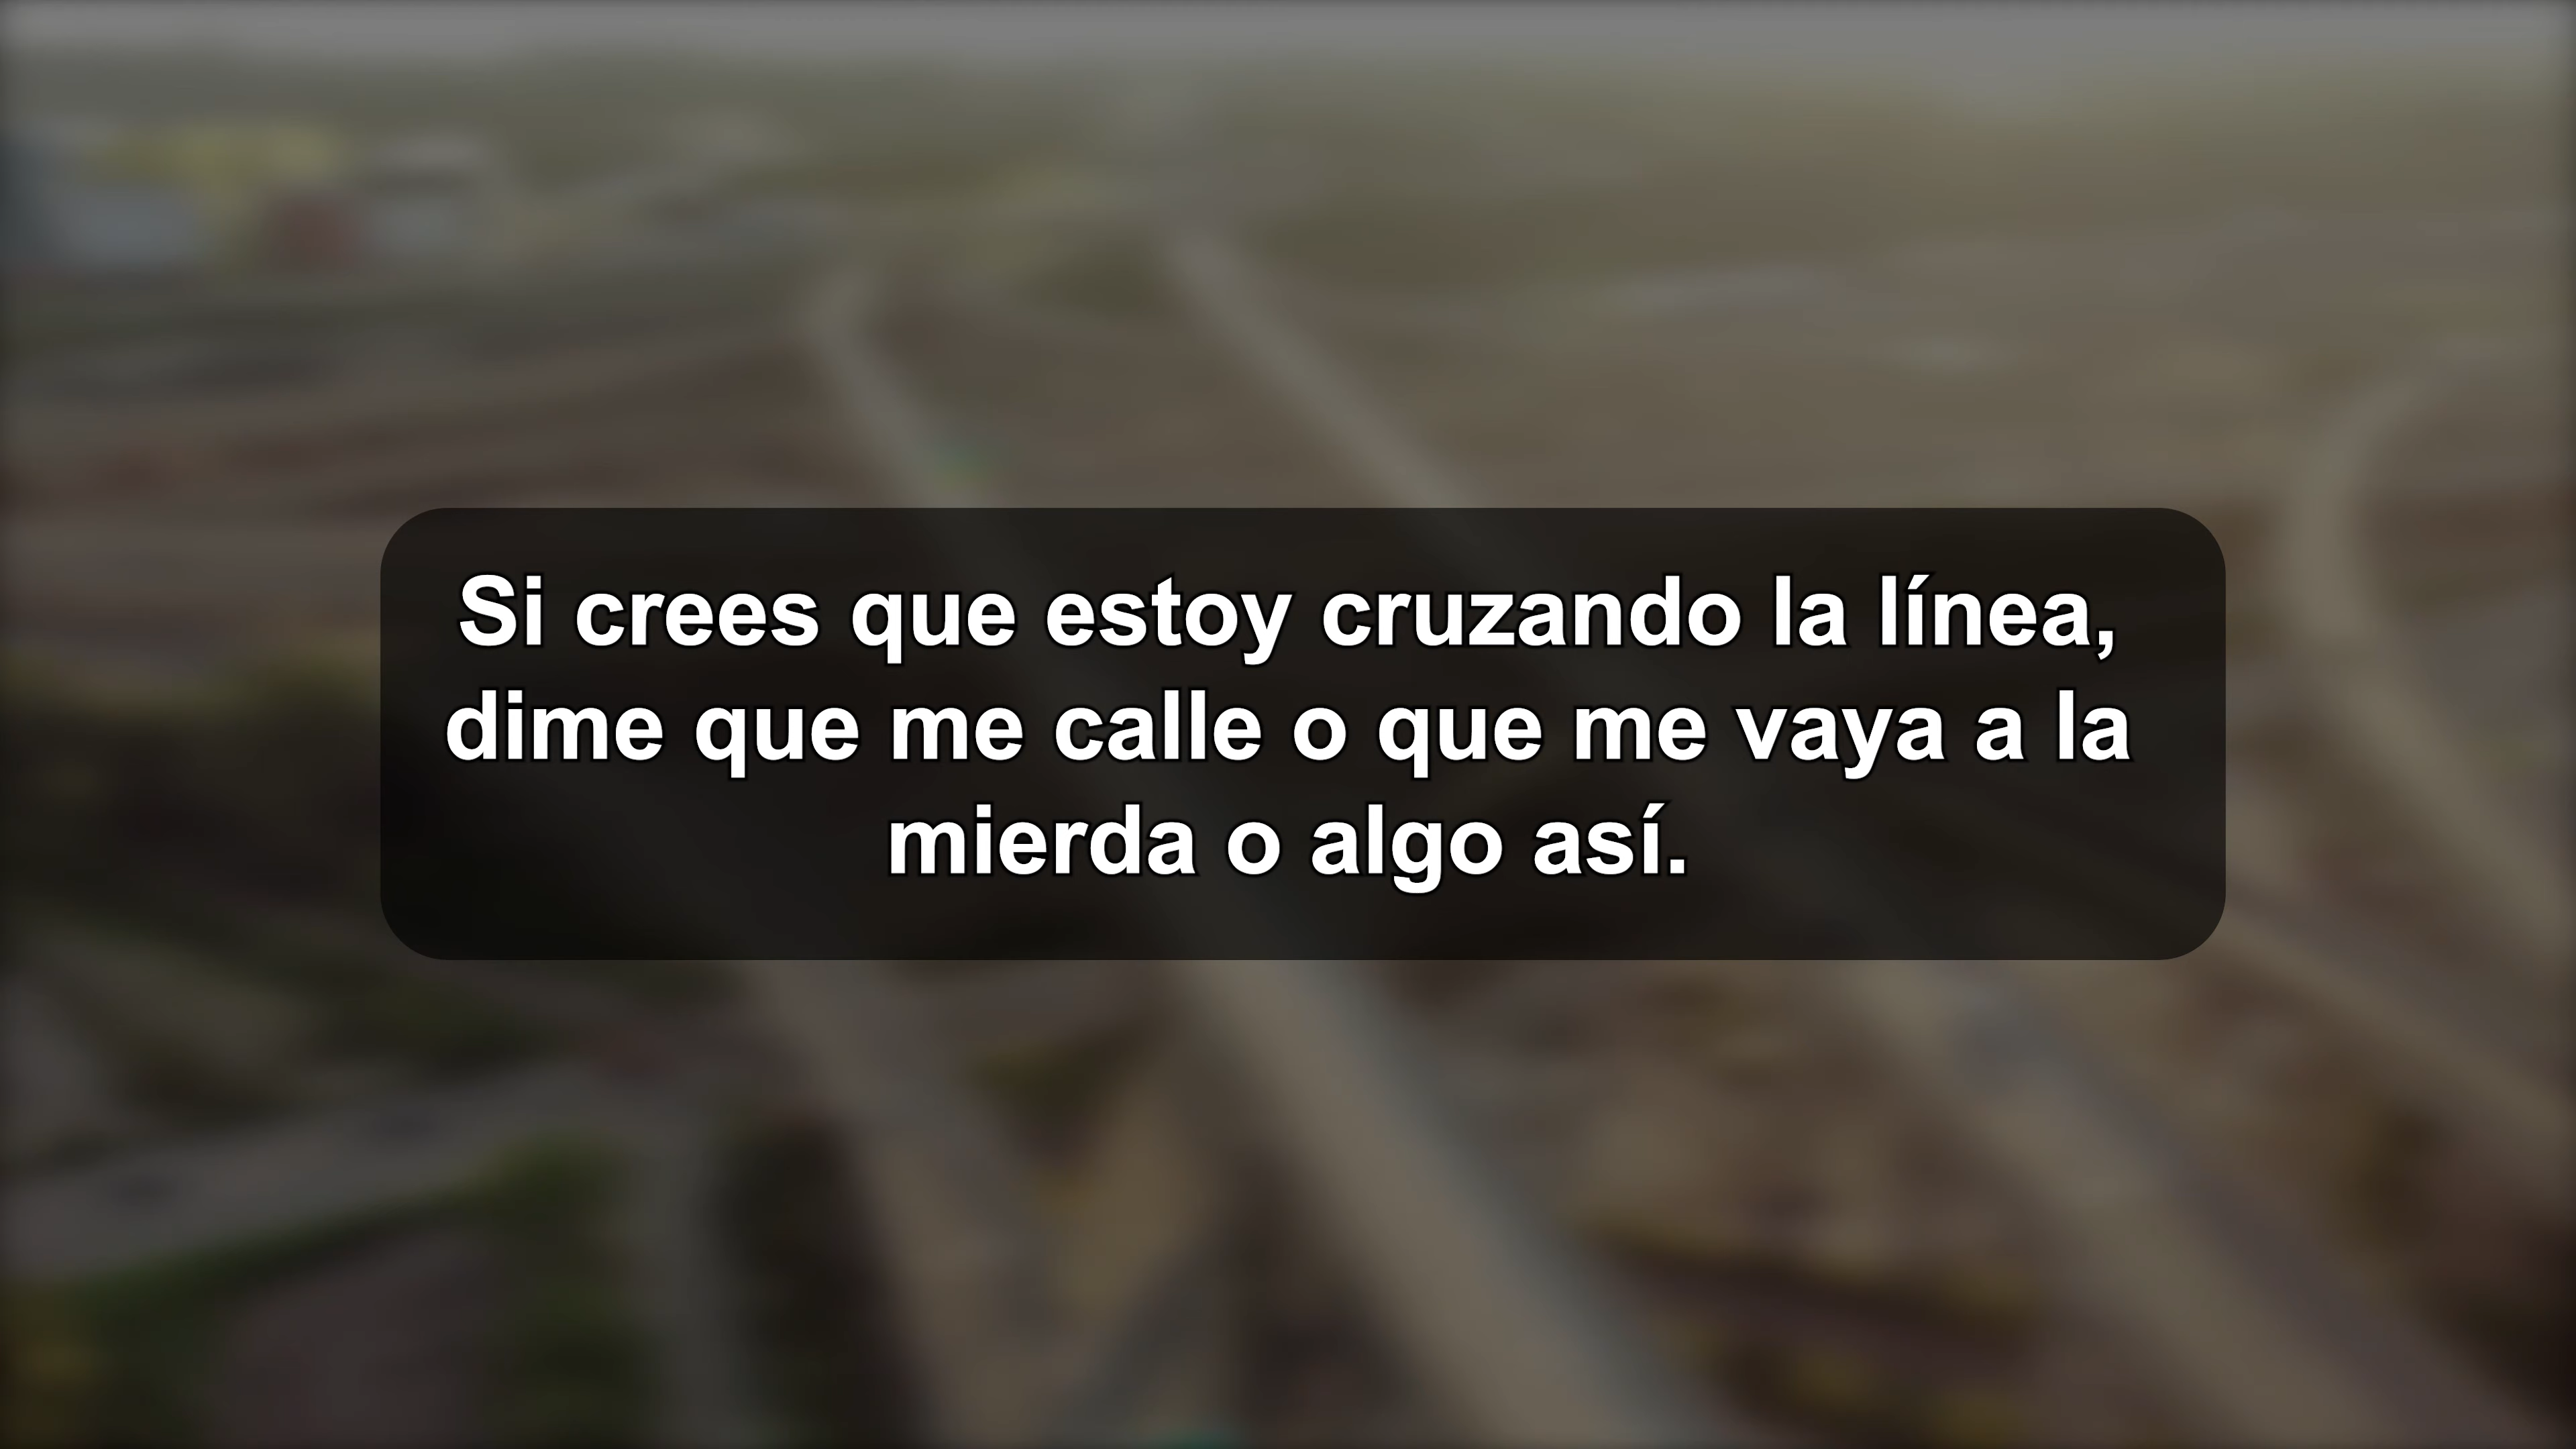 Si crees que estoy cruzando la línea,
dime que me calle o que me vaya a la
mierda o algo así.